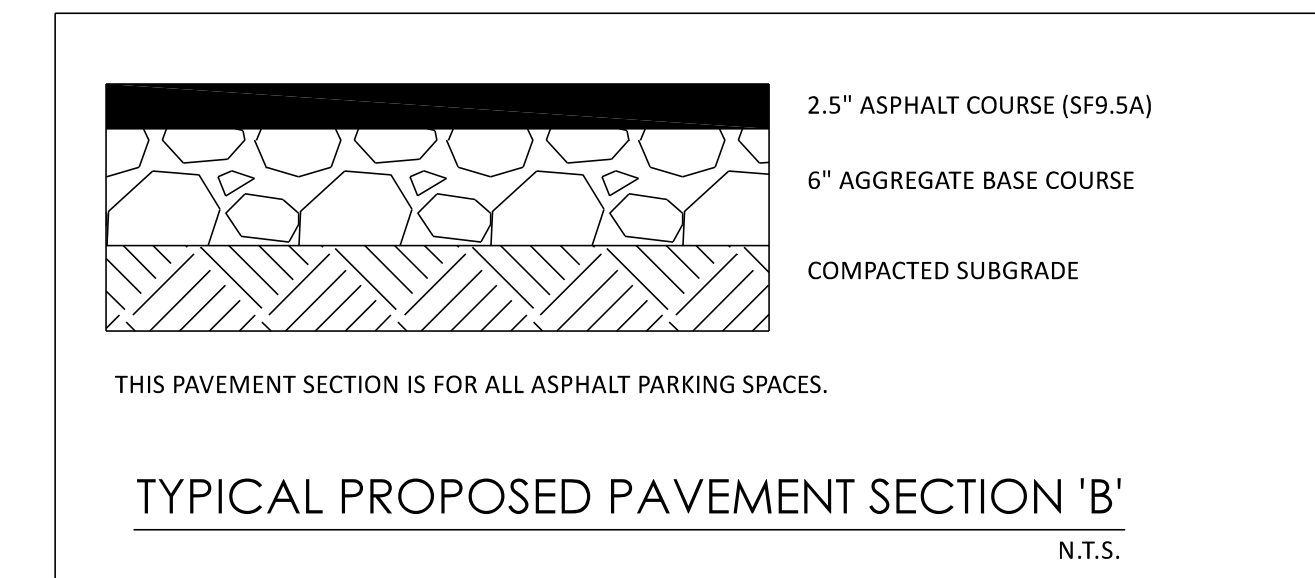 2.5" ASPHALT COURSE (SF9.5A)
6" AGGREGATE BASE COURSE
COMPACTED SUBGRADE
THIS PAVEMENT SECTION IS FOR ALL ASPHALT PARKING SPACES.
TYPICAL PROPOSED PAVEMENT SECTION 'B'
N.T.S.